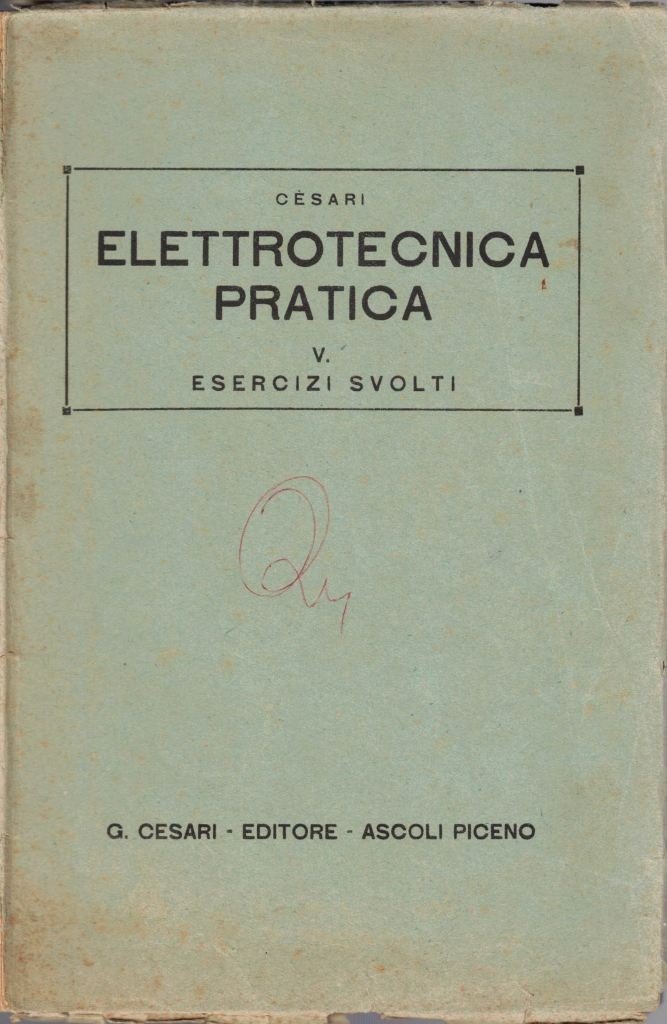 CÈSARI
ELETTROTECNICA
PRATICA
V.
ESERCIZI SVOLTI
G. CESARI - EDITORE - ASCOLI PICENO